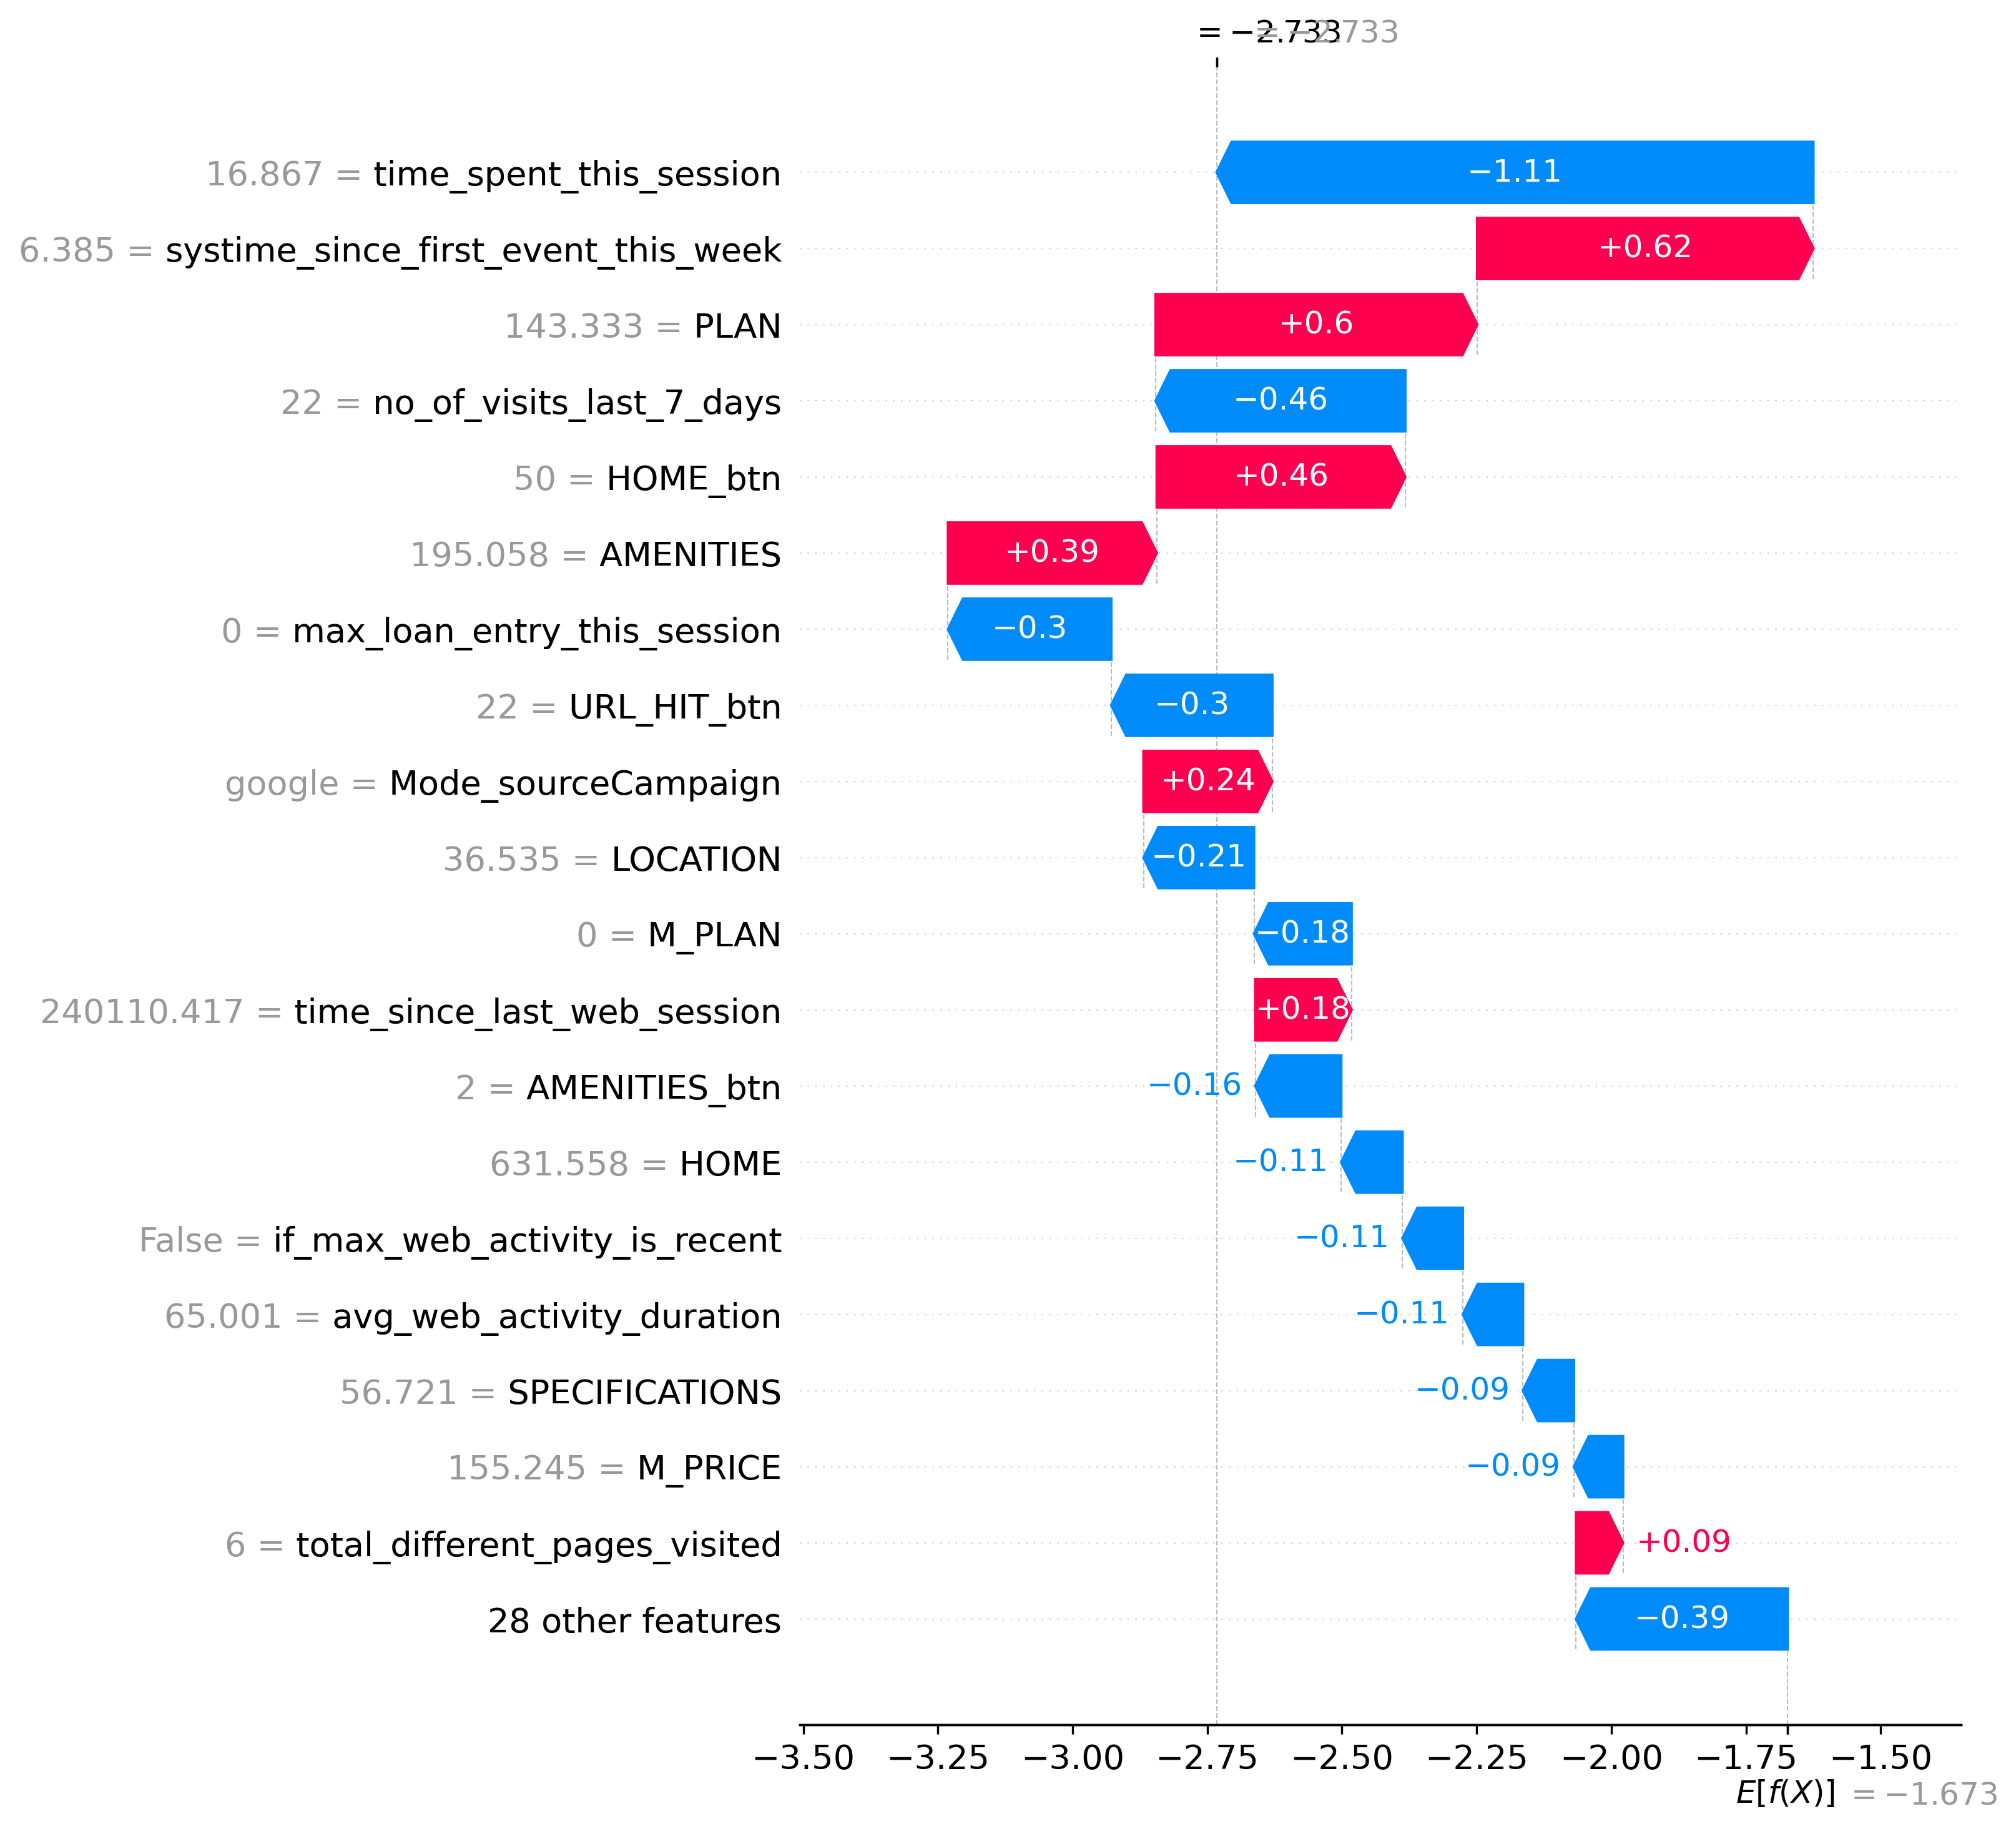 = −2.733
= −2.733
16.867 = time_spent_this_session
−1.11
6.385 = systime_since_first_event_this_week
+0.62
143.333 = PLAN
+0.6
22 = no_of_visits_last_7_days
−0.46
50 = HOME_btn
+0.46
195.058 = AMENITIES
+0.39
0 = max_loan_entry_this_session
−0.3
22 = URL_HIT_btn
−0.3
google = Mode_sourceCampaign
+0.24
36.535 = LOCATION
−0.21
0 = M_PLAN
−0.18
240110.417 = time_since_last_web_session
+0.18
2 = AMENITIES_btn
−0.16
631.558 = HOME
−0.11
False = if_max_web_activity_is_recent
−0.11
65.001 = avg_web_activity_duration
−0.11
56.721 = SPECIFICATIONS
−0.09
155.245 = M_PRICE
−0.09
6 = total_different_pages_visited
+0.09
28 other features
−0.39
−3.50 −3.25 −3.00 −2.75 −2.50 −2.25 −2.00 −1.75 −1.50
E[f(X)] = −1.673